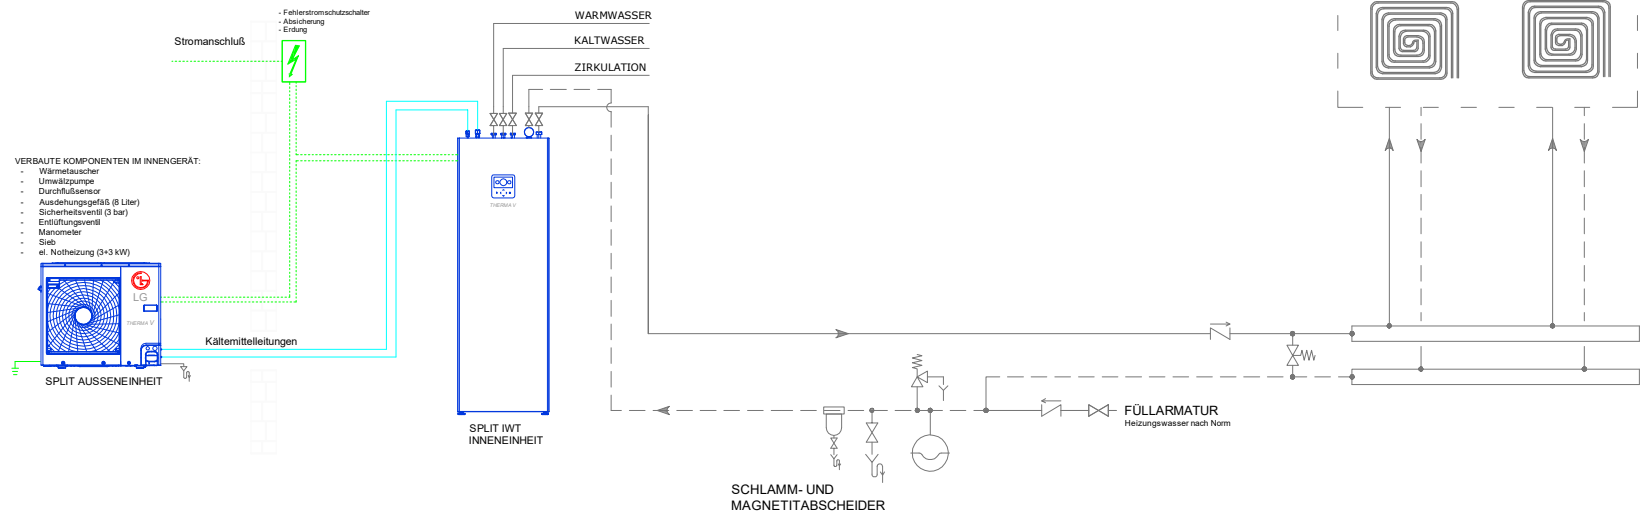 - Fehlerstromschutzschalter
- Absicherung
- Erdung
Stromanschluß
WARMWASSER
KALTWASSER
ZIRKULATION
VERBAUTE KOMPONENTEN IM INNENGERÄT:
- Wärmetauscher
- Umwälzpumpe
- Durchflußsensor
- Ausdehungsgefäß (8 Liter)
- Sicherheitsventil (3 bar)
- Entlüftungsventil
- Manometer
- Sieb
- el. Notheizung (3+3 kW)
THERMA V
LG
THERMA V
Kältemittelleitungen
SPLIT AUSSENEINHEIT
SPLIT IWT
INNENEINHEIT
FÜLLARMATUR
Heizungswasser nach Norm
SCHLAMM- UND
MAGNETITABSCHEIDER